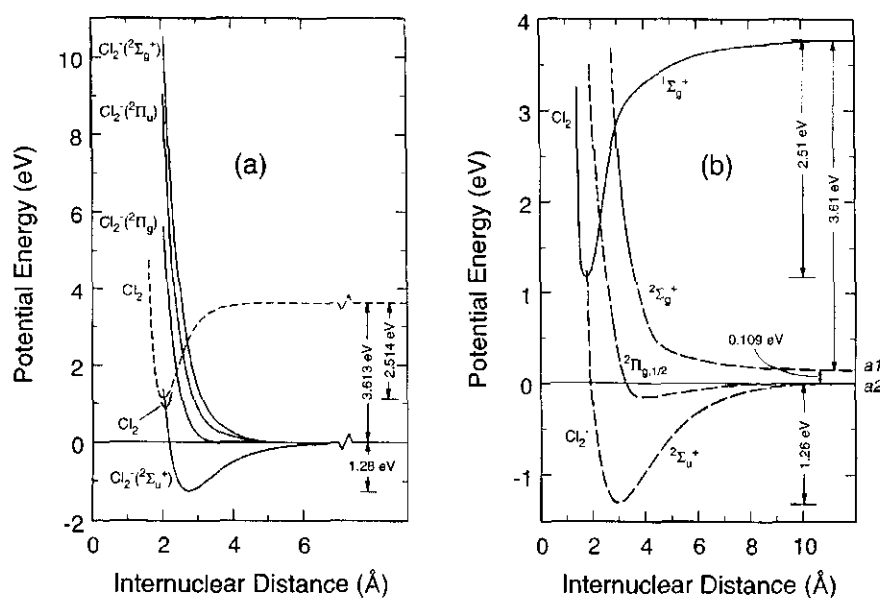 (a)
Potential Energy (eV)
10
8
6
4
2
0
-2
0
2
4
6
Internuclear Distance (Å)
Cl₂⁻(²Σg⁺)
Cl₂⁻(²Πu)
Cl₂⁻(²Πg)
Cl₂
Cl₂⁻
Cl₂⁻(²Σu⁺)
3.613 eV
2.514 eV
1.28 eV
(b)
Potential Energy (eV)
4
3
2
1
0
-1
0
2
4
6
8
10
Internuclear Distance (Å)
Cl₂
¹Σg⁺
²Σg⁺
²Πg,1/2
Cl₂⁻
²Σu⁺
2.51 eV
3.61 eV
0.109 eV
a1
a2
1.26 eV